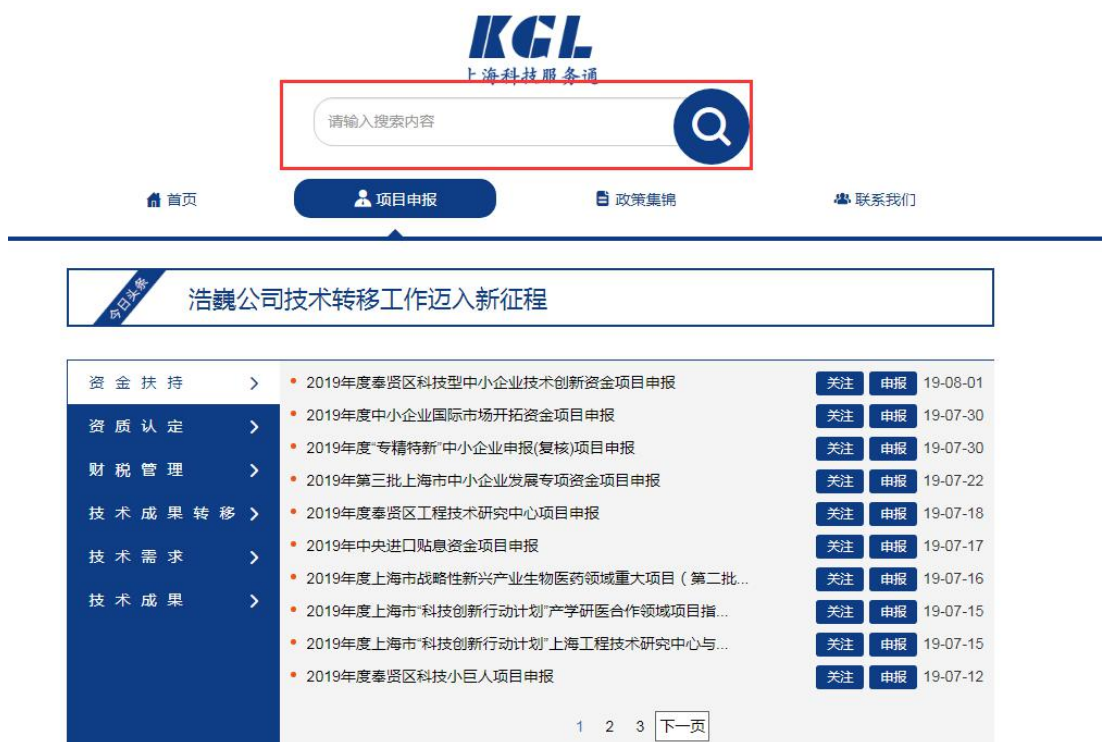 KGL
上海科技服务通
请输入搜索内容
首页 项目申报 政策集锦 联系我们
今日头条 浩巍公司技术转移工作迈入新征程
资金扶持
资质认定
财税管理
技术成果转移
技术需求
技术成果
2019年度奉贤区科技型中小企业技术创新资金项目申报 关注 申报 19-08-01
2019年度中小企业国际市场开拓资金项目申报 关注 申报 19-07-30
2019年度“专精特新”中小企业申报(复核)项目申报 关注 申报 19-07-30
2019年第三批上海市中小企业发展专项资金项目申报 关注 申报 19-07-22
2019年度奉贤区工程技术研究中心项目申报 关注 申报 19-07-18
2019年中央进口贴息资金项目申报 关注 申报 19-07-17
2019年度上海市战略性新兴产业生物医药领域重大项目（第二批... 关注 申报 19-07-16
2019年度上海市“科技创新行动计划”产学研医合作领域项目指... 关注 申报 19-07-15
2019年度上海市“科技创新行动计划”上海工程技术研究中心与... 关注 申报 19-07-15
2019年度奉贤区科技小巨人项目申报 关注 申报 19-07-12
1 2 3 下一页